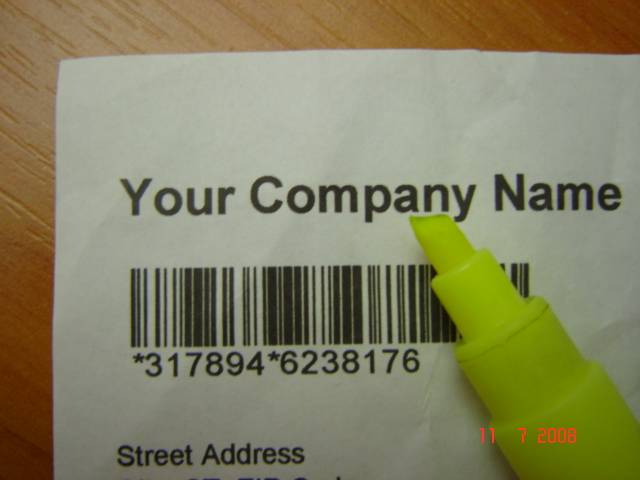 Your Company Name
*317894*6238176
Street Address
11 7 2008